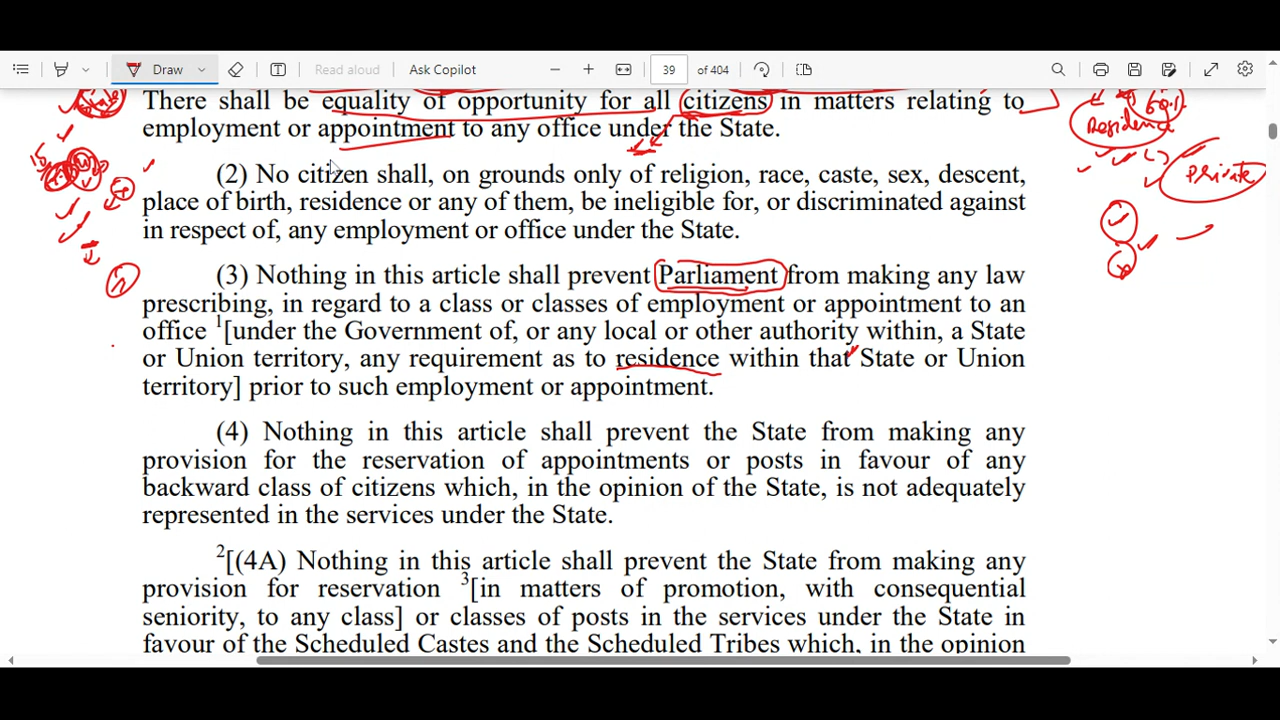 Draw
Read aloud
Ask Copilot
39
of 404
There shall be equality of opportunity for all citizens in matters relating to
employment or appointment to any office under the State.
Residence
Private
(2) No citizen shall, on grounds only of religion, race, caste, sex, descent,
place of birth, residence or any of them, be ineligible for, or discriminated against
in respect of, any employment or office under the State.
(3) Nothing in this article shall prevent Parliament from making any law
prescribing, in regard to a class or classes of employment or appointment to an
office 1[under the Government of, or any local or other authority within, a State
or Union territory, any requirement as to residence within that State or Union
territory] prior to such employment or appointment.
(4) Nothing in this article shall prevent the State from making any
provision for the reservation of appointments or posts in favour of any
backward class of citizens which, in the opinion of the State, is not adequately
represented in the services under the State.
2[(4A) Nothing in this article shall prevent the State from making any
provision for reservation 3[in matters of promotion, with consequential
seniority, to any class] or classes of posts in the services under the State in
favour of the Scheduled Castes and the Scheduled Tribes which, in the opinion